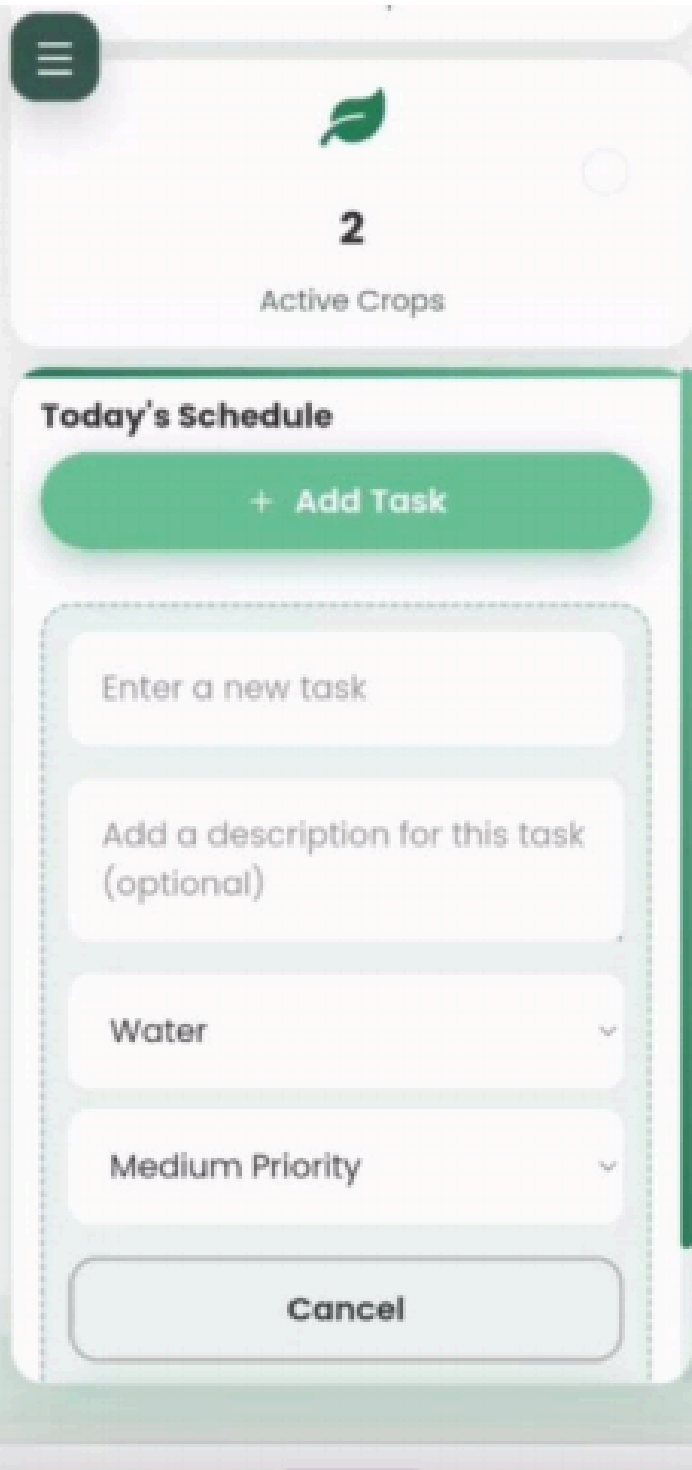 2
Active Crops
Today's Schedule
+ Add Task
Enter a new task
Add a description for this task
(optional)
Water
Medium Priority
Cancel